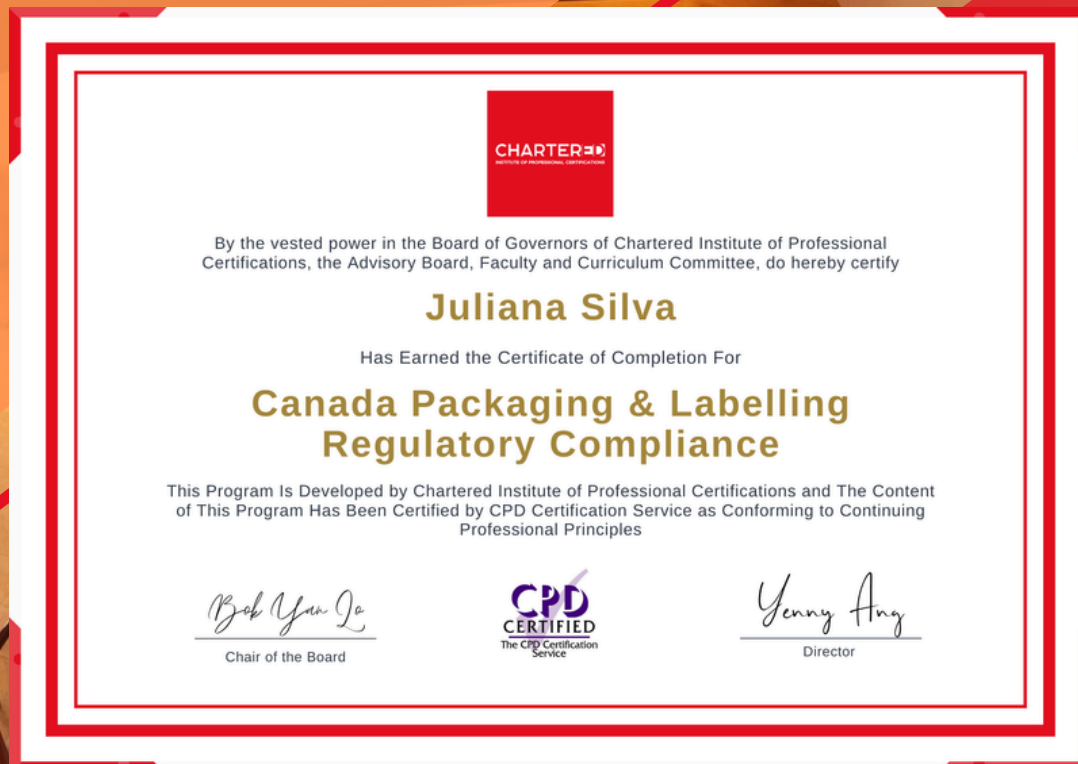 CHARTERED
INSTITUTE OF PROFESSIONAL CERTIFICATIONS
By the vested power in the Board of Governors of Chartered Institute of Professional
Certifications, the Advisory Board, Faculty and Curriculum Committee, do hereby certify
Juliana Silva
Has Earned the Certificate of Completion For
Canada Packaging & Labelling
Regulatory Compliance
This Program Is Developed by Chartered Institute of Professional Certifications and The Content
of This Program Has Been Certified by CPD Certification Service as Conforming to Continuing
Professional Principles
Bok Yan Lo
Chair of the Board
CPD
CERTIFIED
The CPD Certification
Service
Yenny Ang
Director